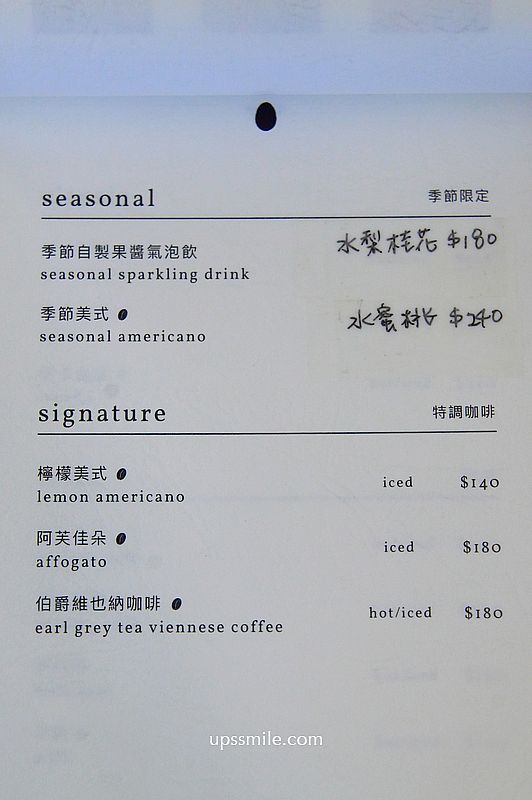 seasonal 季節限定
季節自製果醬氣泡飲 水梨桂花 $180
seasonal sparkling drink
季節美式 水蜜桃 $240
seasonal americano
signature 特調咖啡
檸檬美式
lemon americano iced $140
阿芙佳朵
affogato iced $180
伯爵維也納咖啡
earl grey tea viennese coffee hot/iced $180
upssmile.com